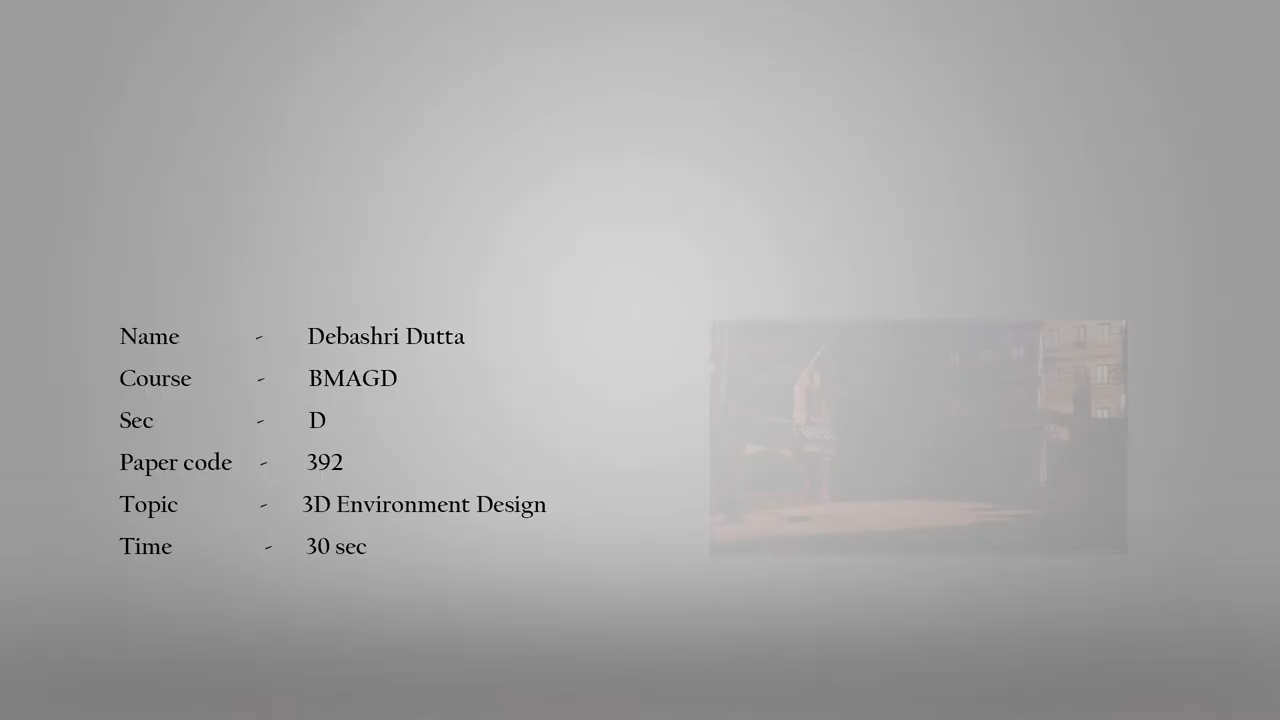 Name - Debashri Dutta
Course - BMAGD
Sec - D
Paper code - 392
Topic - 3D Environment Design
Time - 30 sec